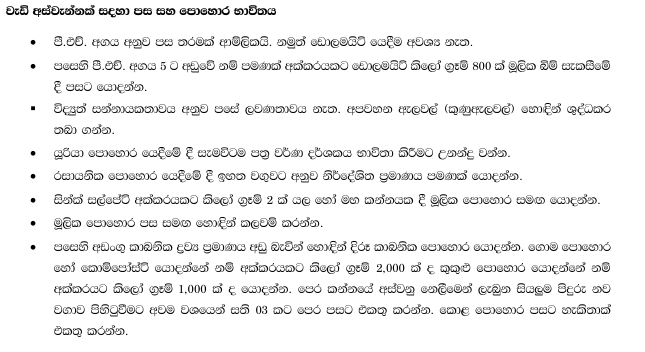 වැඩි අස්වැන්නක් සදහා පස සහ පොහොර භාවිතය
• පී.එච්. අගය අනුව පස තරමක් ආම්ලිකයි. නමුත් ඩොලමයිට් යෙදීම අවශ්‍ය නැත.
• පසෙහි පී.එච්. අගය 5 ට අඩුවේ නම් පමණක් අක්කරයකට ඩොලමයිට් කිලෝ ග්‍රෑම් 800 ක් මූලික බිම් සැකසීමේ
දී පසට යොදන්න.
▪ විද්‍යුත් සන්නායකතාවය අනුව පසේ ලවණතාවය නැත. අපවහන ඇලවල් (කුණුඇලවල්) හොඳින් ශුද්ධකර
තබා ගන්න.
• යූරියා පොහොර යෙදීමේ දී සැමවිටම පත්‍ර වර්ණ දර්ශකය භාවිතා කිරීමට උනන්දු වන්න.
• රසායනික පොහොර යෙදීමේ දී ඉහත වගුවට අනුව නිර්දේශිත ප්‍රමාණය පමණක් යොදන්න.
• සින්ක් සල්පේට් අක්කරයකට කිලෝ ග්‍රෑම් 2 ක් යල හෝ මහ කන්නයක දී මූලික පොහොර සමඟ යොදන්න.
• මූලික පොහොර පස සමඟ හොඳින් කලවම් කරන්න.
• පසෙහි අඩංගු කාබනික ද්‍රව්‍ය ප්‍රමාණය අඩු බැවින් හොඳින් දිරූ කාබනික පොහොර යොදන්න. ගොම පොහොර
හෝ කොම්පෝස්ට් යොදන්නේ නම් අක්කරයකට කිලෝ ග්‍රෑම් 2,000 ක් ද කුකුළු පොහොර යොදන්නේ නම්
අක්කරයට කිලෝ ග්‍රෑම් 1,000 ක් ද යොදන්න. පෙර කන්නයේ අස්වනු නෙලීමෙන් ලැබුන සියලුම පිදුරු නව
වගාව පිහිටුවීමට අවම වශයෙන් සති 03 කට පෙර පසට එකතු කරන්න. කොළ පොහොර පසට හැකිතාක්
එකතු කරන්න.